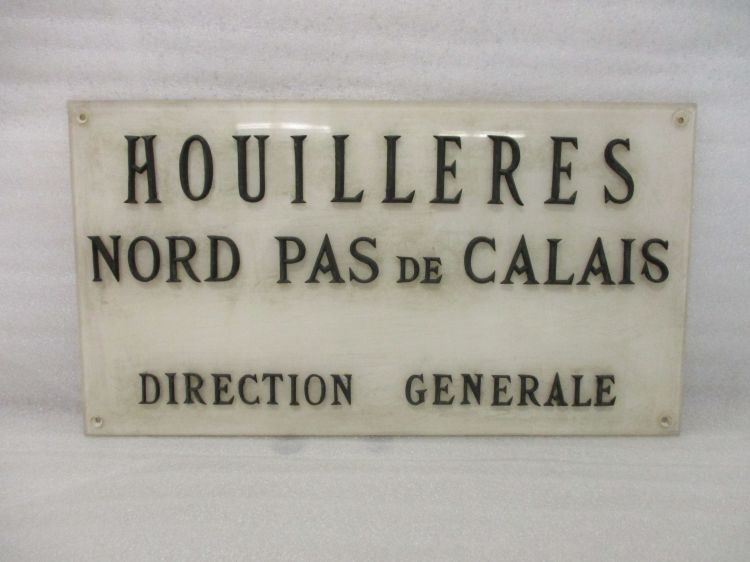 HOUILLERES
NORD PAS DE CALAIS
DIRECTION GENERALE